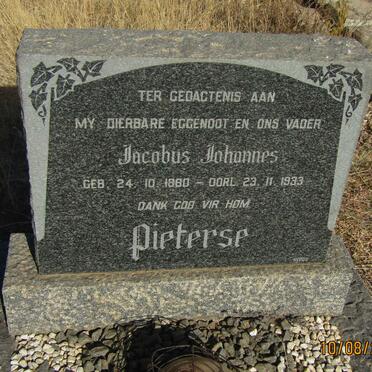 TER GEDAGTENIS AAN
MY DIERBARE EGGENOOT EN ONS VADER
Jacobus Johannes
GEB. 24. 10. 1880 – OORL. 23. 11. 1933
DANK GOD VIR HOM.
Pieterse
10/08/